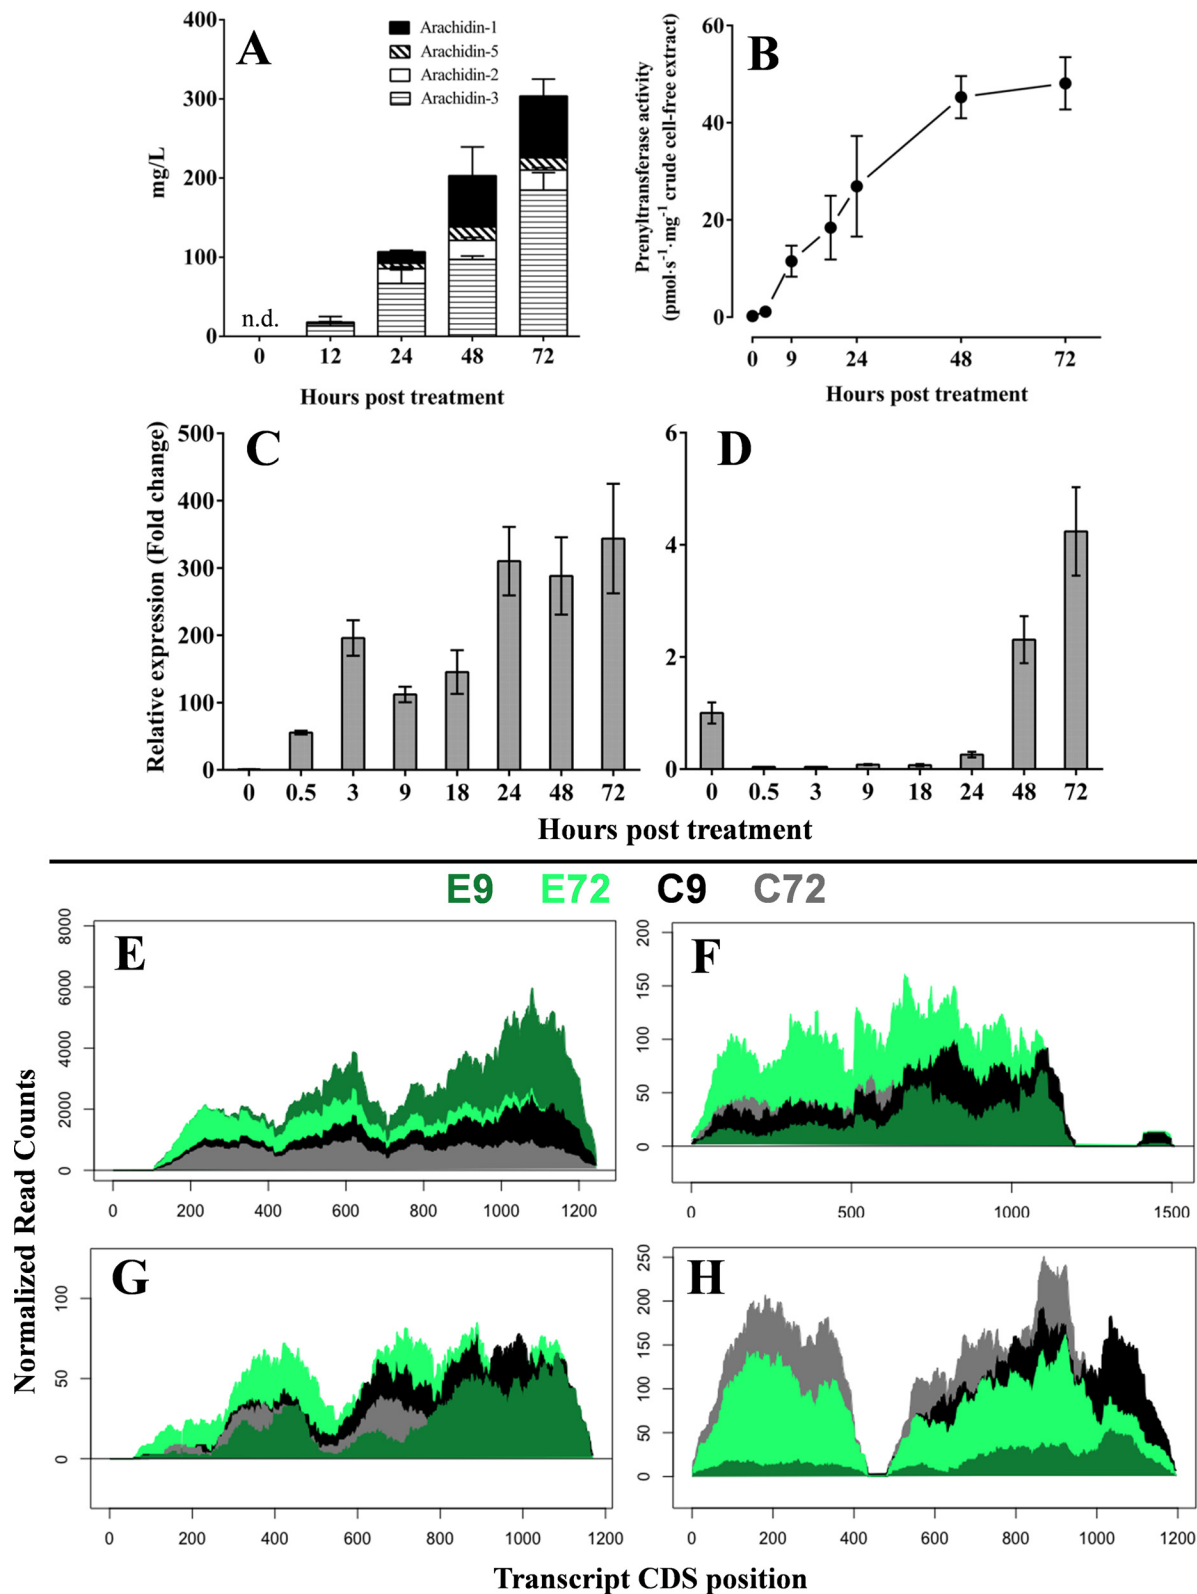 A
400
300
200
100
0
mg/L
Arachidin-1
Arachidin-5
Arachidin-2
Arachidin-3
n.d.
0 12 24 48 72
Hours post treatment
B
60
40
20
0
Prenyltransferase activity
(pmol·s⁻¹·mg⁻¹ crude cell-free extract)
0 9 24 48 72
Hours post treatment
C
500
400
300
200
100
0
Relative expression (Fold change)
0 0.5 3 9 18 24 48 72
D
6
4
2
0
0 0.5 3 9 18 24 48 72
Hours post treatment
E9 E72 C9 C72
Normalized Read Counts
E
8000
6000
4000
2000
0
0 200 400 600 800 1000 1200
F
200
150
100
50
0
0 500 1000 1500
G
100
50
0
0 200 400 600 800 1000 1200
H
250
200
150
100
50
0
0 200 400 600 800 1000 1200
Transcript CDS position